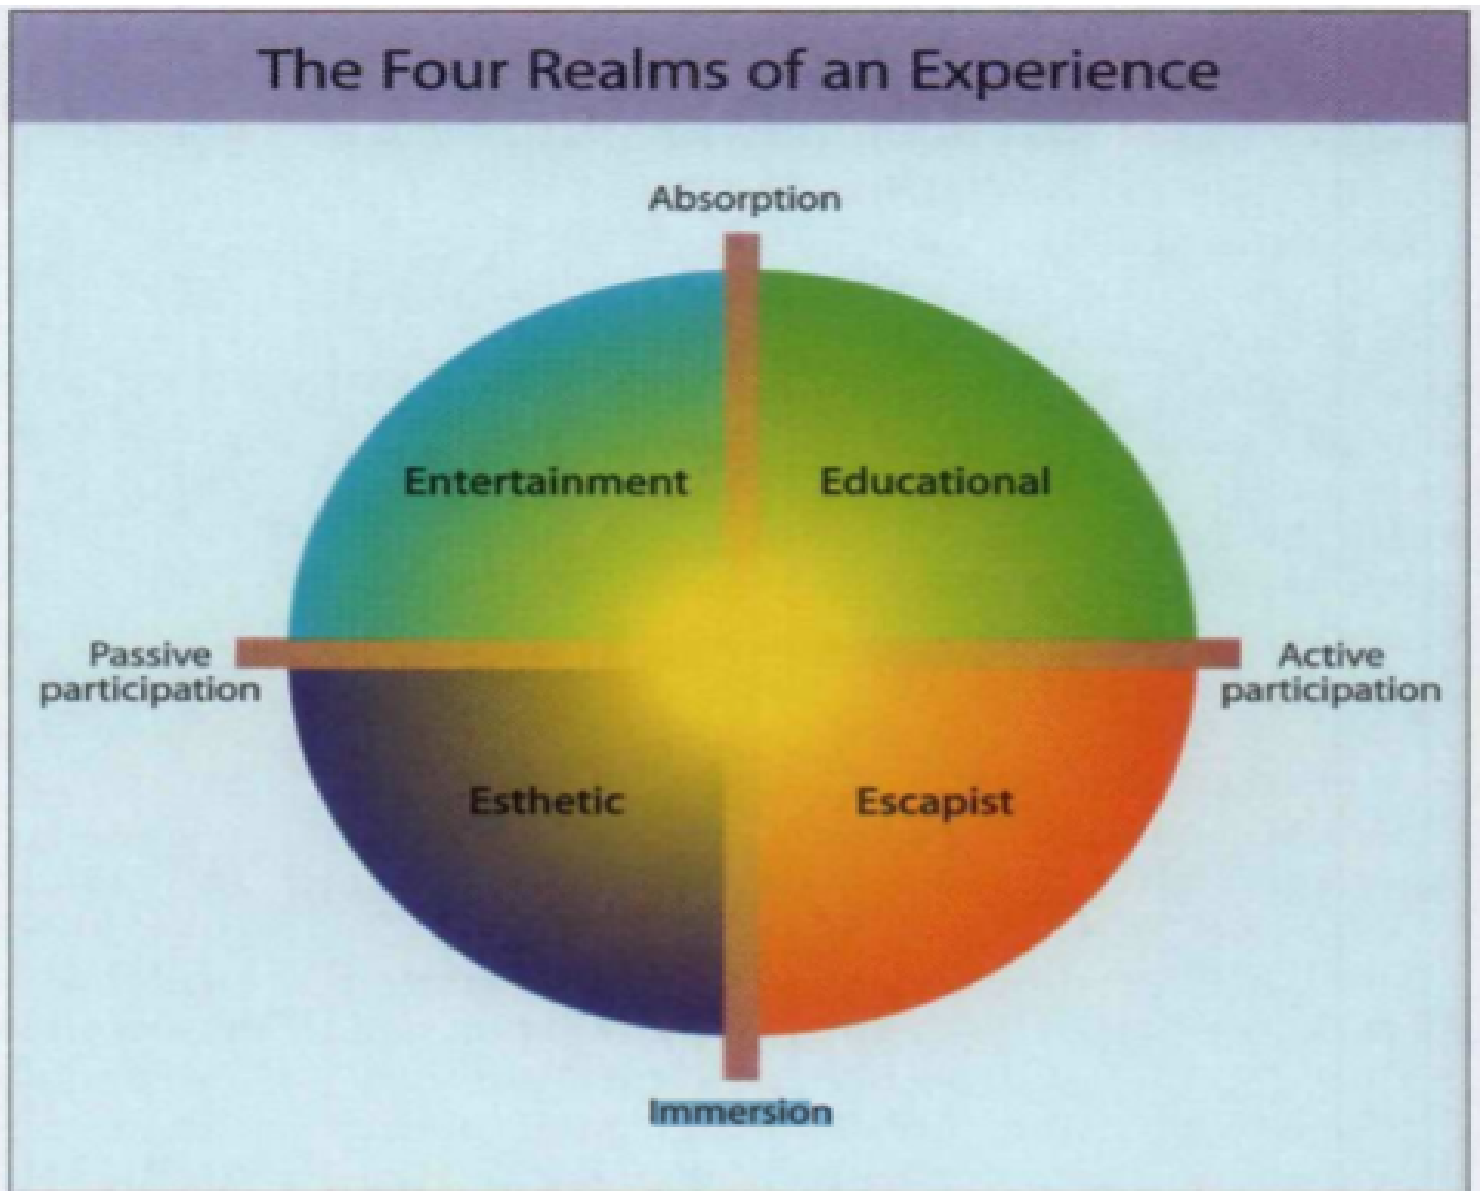 The Four Realms of an Experience
Absorption
Entertainment
Educational
Passive
participation
Active
participation
Esthetic
Escapist
Immersion